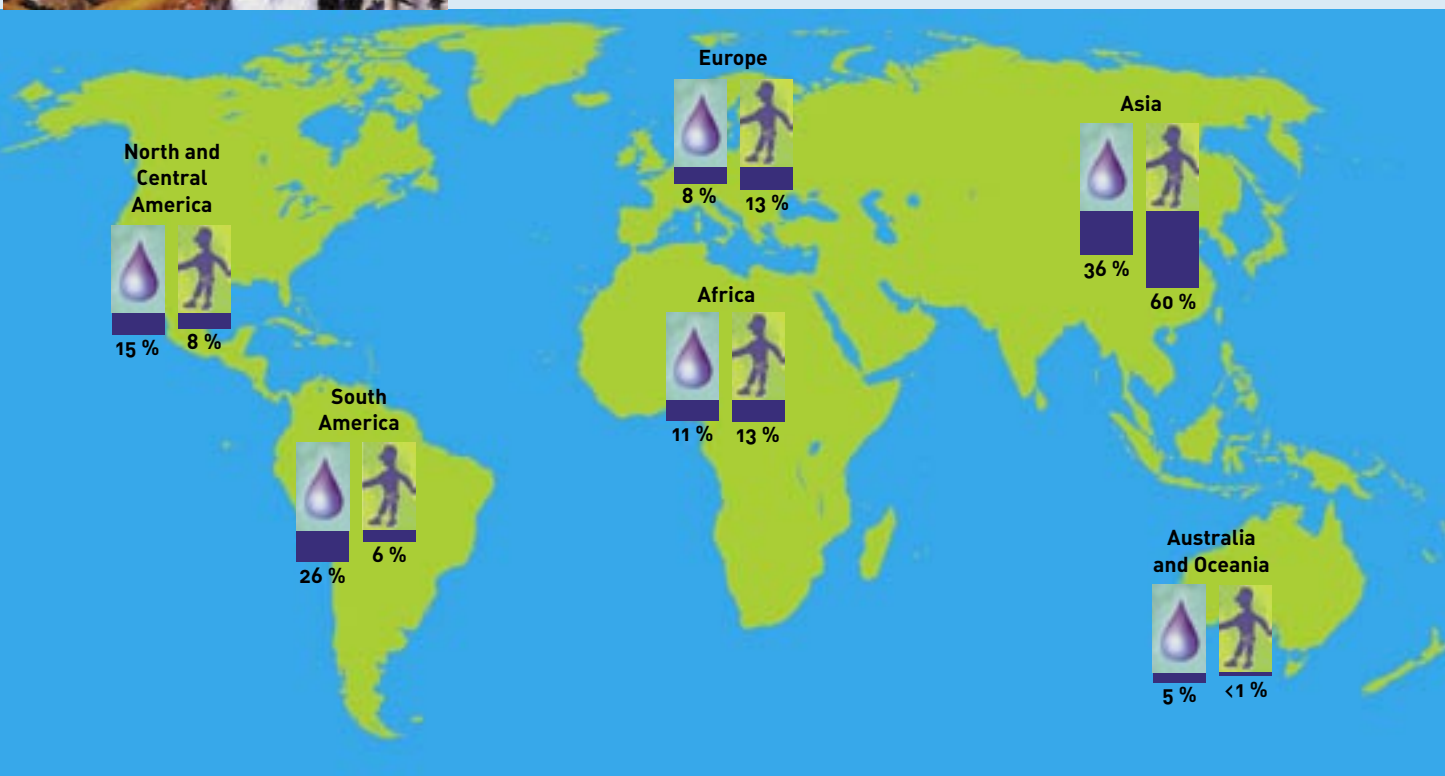 Europe
8 %
13 %
Asia
36 %
60 %
North and
Central
America
15 %
8 %
Africa
11 %
13 %
South
America
26 %
6 %
Australia
and Oceania
5 %
<1 %